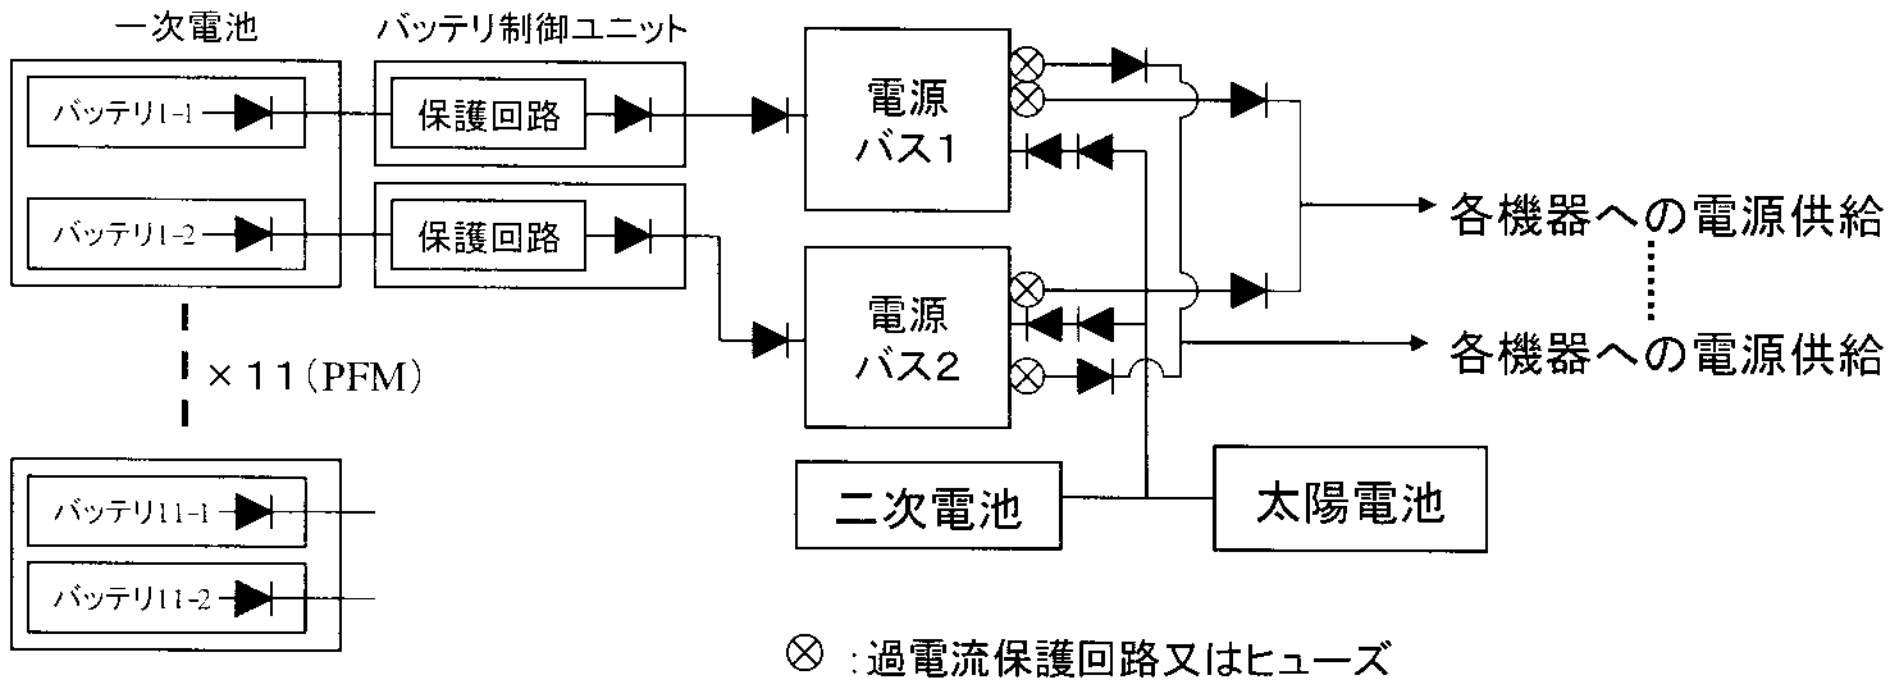 一次電池
バッテリ制御ユニット
バッテリ1-1
保護回路
電源
バス1
バッテリ1-2
保護回路
各機器への電源供給
電源
バス2
各機器への電源供給
×11(PFM)
二次電池
太陽電池
バッテリ11-1
バッテリ11-2
:過電流保護回路又はヒューズ